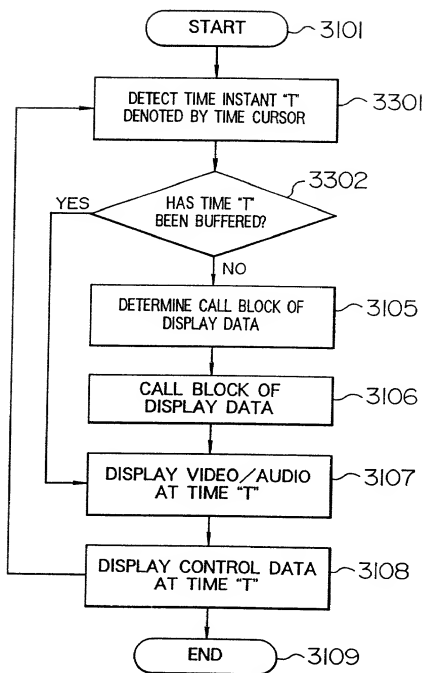 START
3101
DETECT TIME INSTANT "T"
DENOTED BY TIME CURSOR
3301
3302
HAS TIME "T"
BEEN BUFFERED?
YES
NO
DETERMINE CALL BLOCK OF
DISPLAY DATA
3105
CALL BLOCK OF
DISPLAY DATA
3106
DISPLAY VIDEO/AUDIO
AT TIME "T"
3107
DISPLAY CONTROL DATA
AT TIME "T"
3108
END
3109